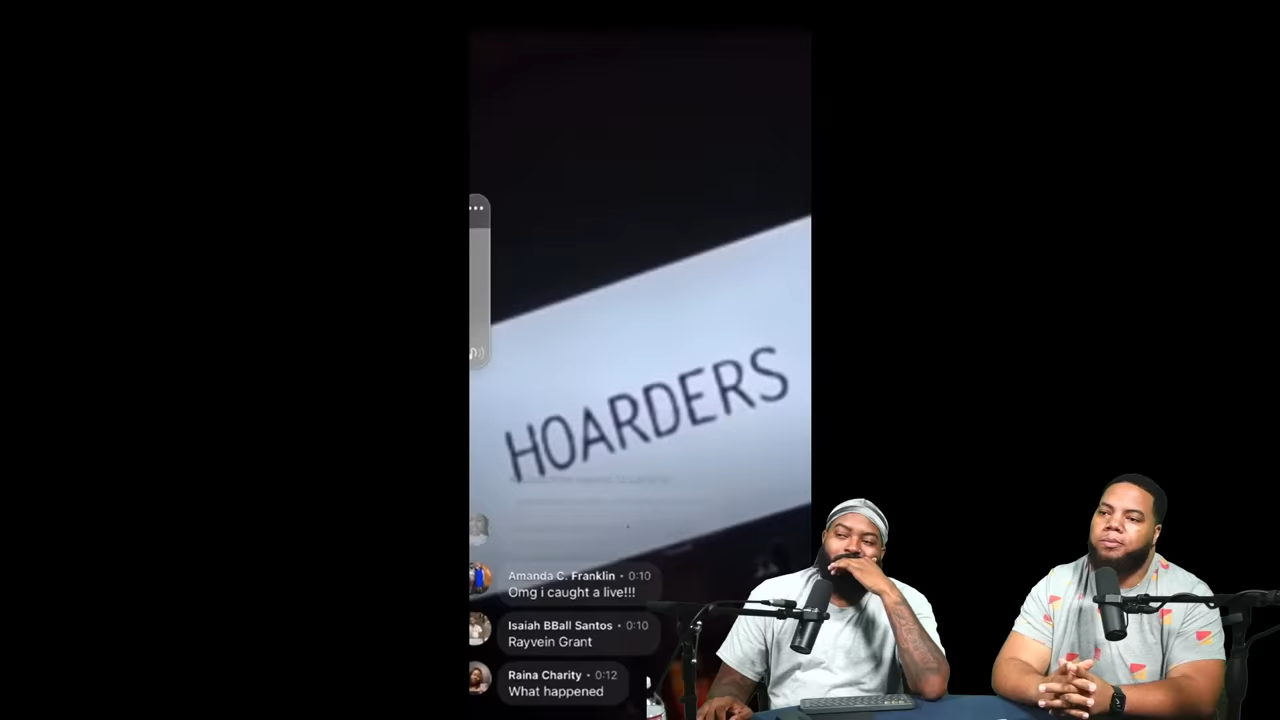 HOARDERS
Amanda C. Franklin • 0:10
Omg i caught a live!!!
Isaiah BBall Santos • 0:10
Rayvein Grant
Raina Charity • 0:12
What happened